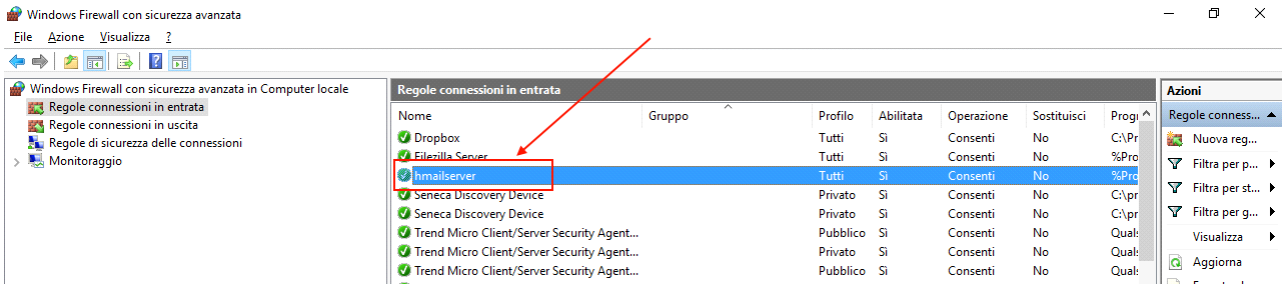 Windows Firewall con sicurezza avanzata
File Azione Visualizza ?
Windows Firewall con sicurezza avanzata in Computer locale
Regole connessioni in entrata
Regole connessioni in uscita
Regole di sicurezza delle connessioni
Monitoraggio
Regole connessioni in entrata
Nome Gruppo Profilo Abilitata Operazione Sostituisci Progr
Dropbox Tutti Sì Consenti No C:\Pr
Filezilla Server Tutti Sì Consenti No %Pro
hmailserver Tutti Sì Consenti No %Pro
Seneca Discovery Device Privato Sì Consenti No C:\pr
Seneca Discovery Device Privato Sì Consenti No C:\pr
Trend Micro Client/Server Security Agent... Pubblico Sì Consenti No Quals
Trend Micro Client/Server Security Agent... Privato Sì Consenti No Quals
Trend Micro Client/Server Security Agent... Pubblico Sì Consenti No Quals
Azioni
Regole conness...
Nuova reg...
Filtra per p...
Filtra per st...
Filtra per g...
Visualizza
Aggiorna